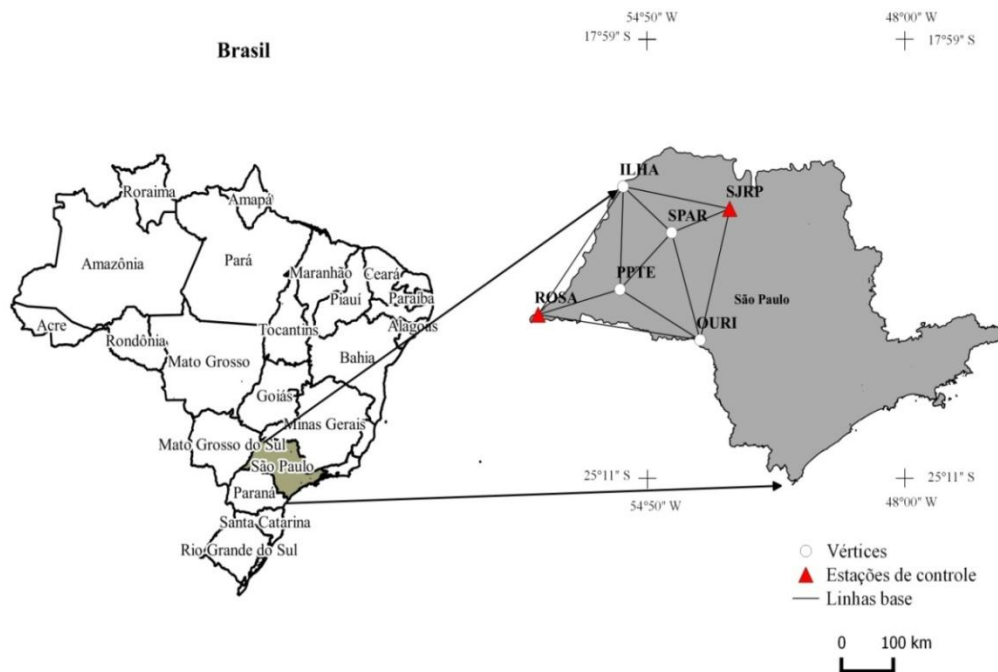 Brasil
54°50" W
48°00" W
17°59" S
17°59" S
Roraima
Amapá
Amazônia
Pará
Maranhão
Ceará
Piauí
Paraíba
Acre
Rondônia
Tocantins
Alagoas
Mato Grosso
Bahia
Goiás
Minas Gerais
Mato Grosso do Sul
São Paulo
Paraná
Santa Catarina
Rio Grande do Sul
ILHA
SJRP
SPAR
PPTE
ROSA
São Paulo
OURI
25°11" S
25°11" S
54°50" W
48°00" W
Vértices
Estações de controle
Linhas base
0 100 km